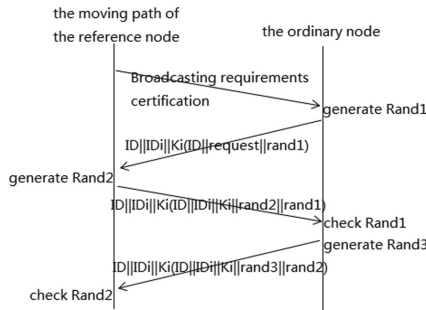 the moving path of
the reference node
the ordinary node
Broadcasting requirements
certification
generate Rand1
ID||IDi||Ki(ID||request||rand1)
generate Rand2
ID||IDi||Ki(ID||IDi||Ki||rand2||rand1)
check Rand1
generate Rand3
ID||IDi||Ki(ID||IDi||Ki||rand3||rand2)
check Rand2